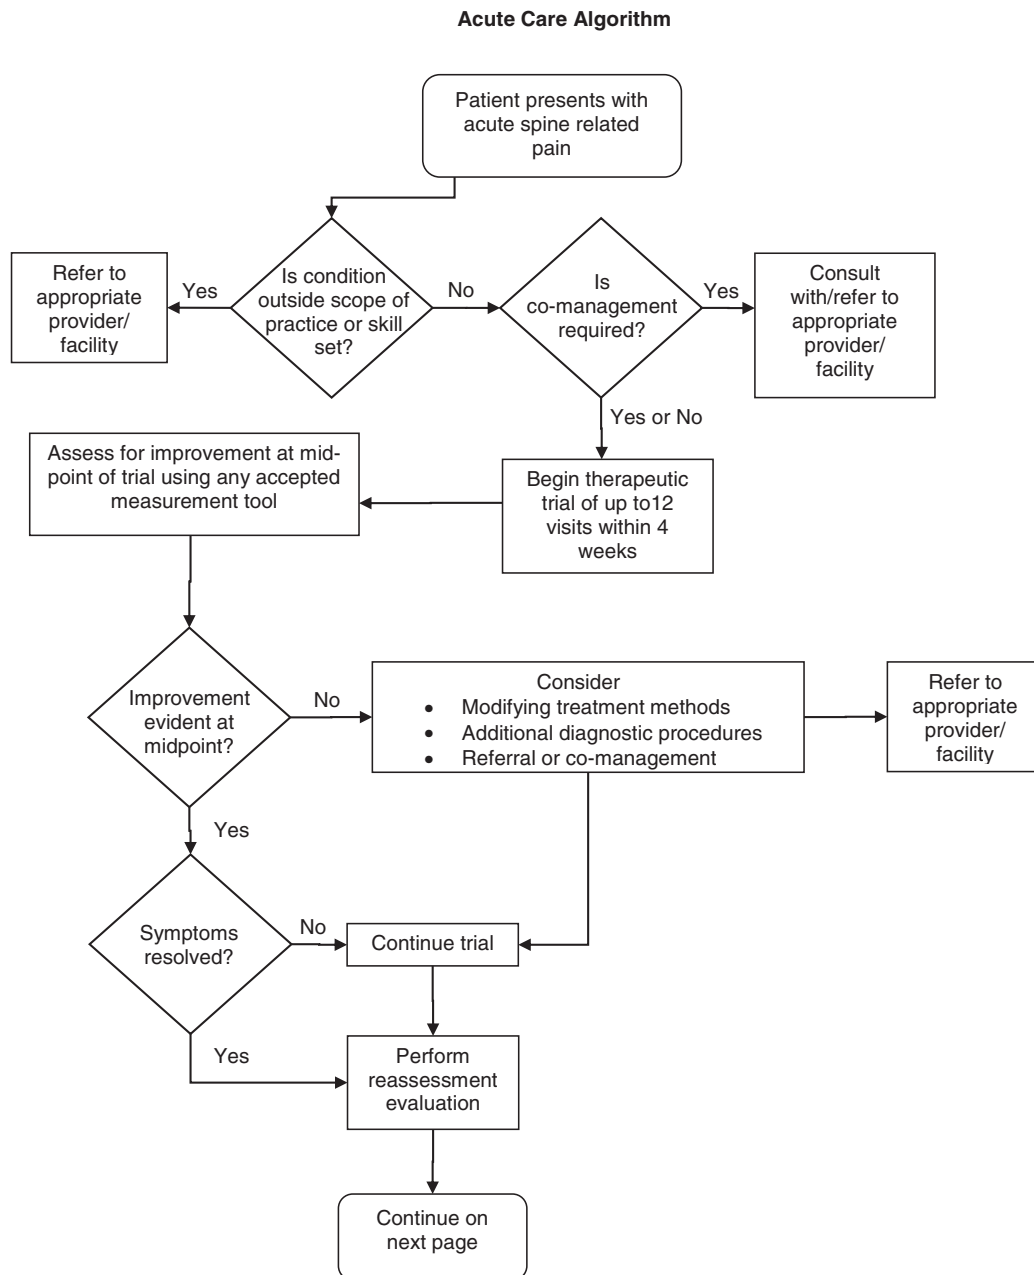 Acute Care Algorithm
Patient presents with
acute spine related
pain
Refer to
appropriate
provider/
facility
Yes
Is condition
outside scope of
practice or skill
set?
No
Is
co-management
required?
Yes
Consult
with/refer to
appropriate
provider/
facility
Yes or No
Assess for improvement at mid-
point of trial using any accepted
measurement tool
Begin therapeutic
trial of up to12
visits within 4
weeks
Improvement
evident at
midpoint?
No
Consider
• Modifying treatment methods
• Additional diagnostic procedures
• Referral or co-management
Refer to
appropriate
provider/
facility
Yes
Symptoms
resolved?
No
Continue trial
Yes
Perform
reassessment
evaluation
Continue on
next page